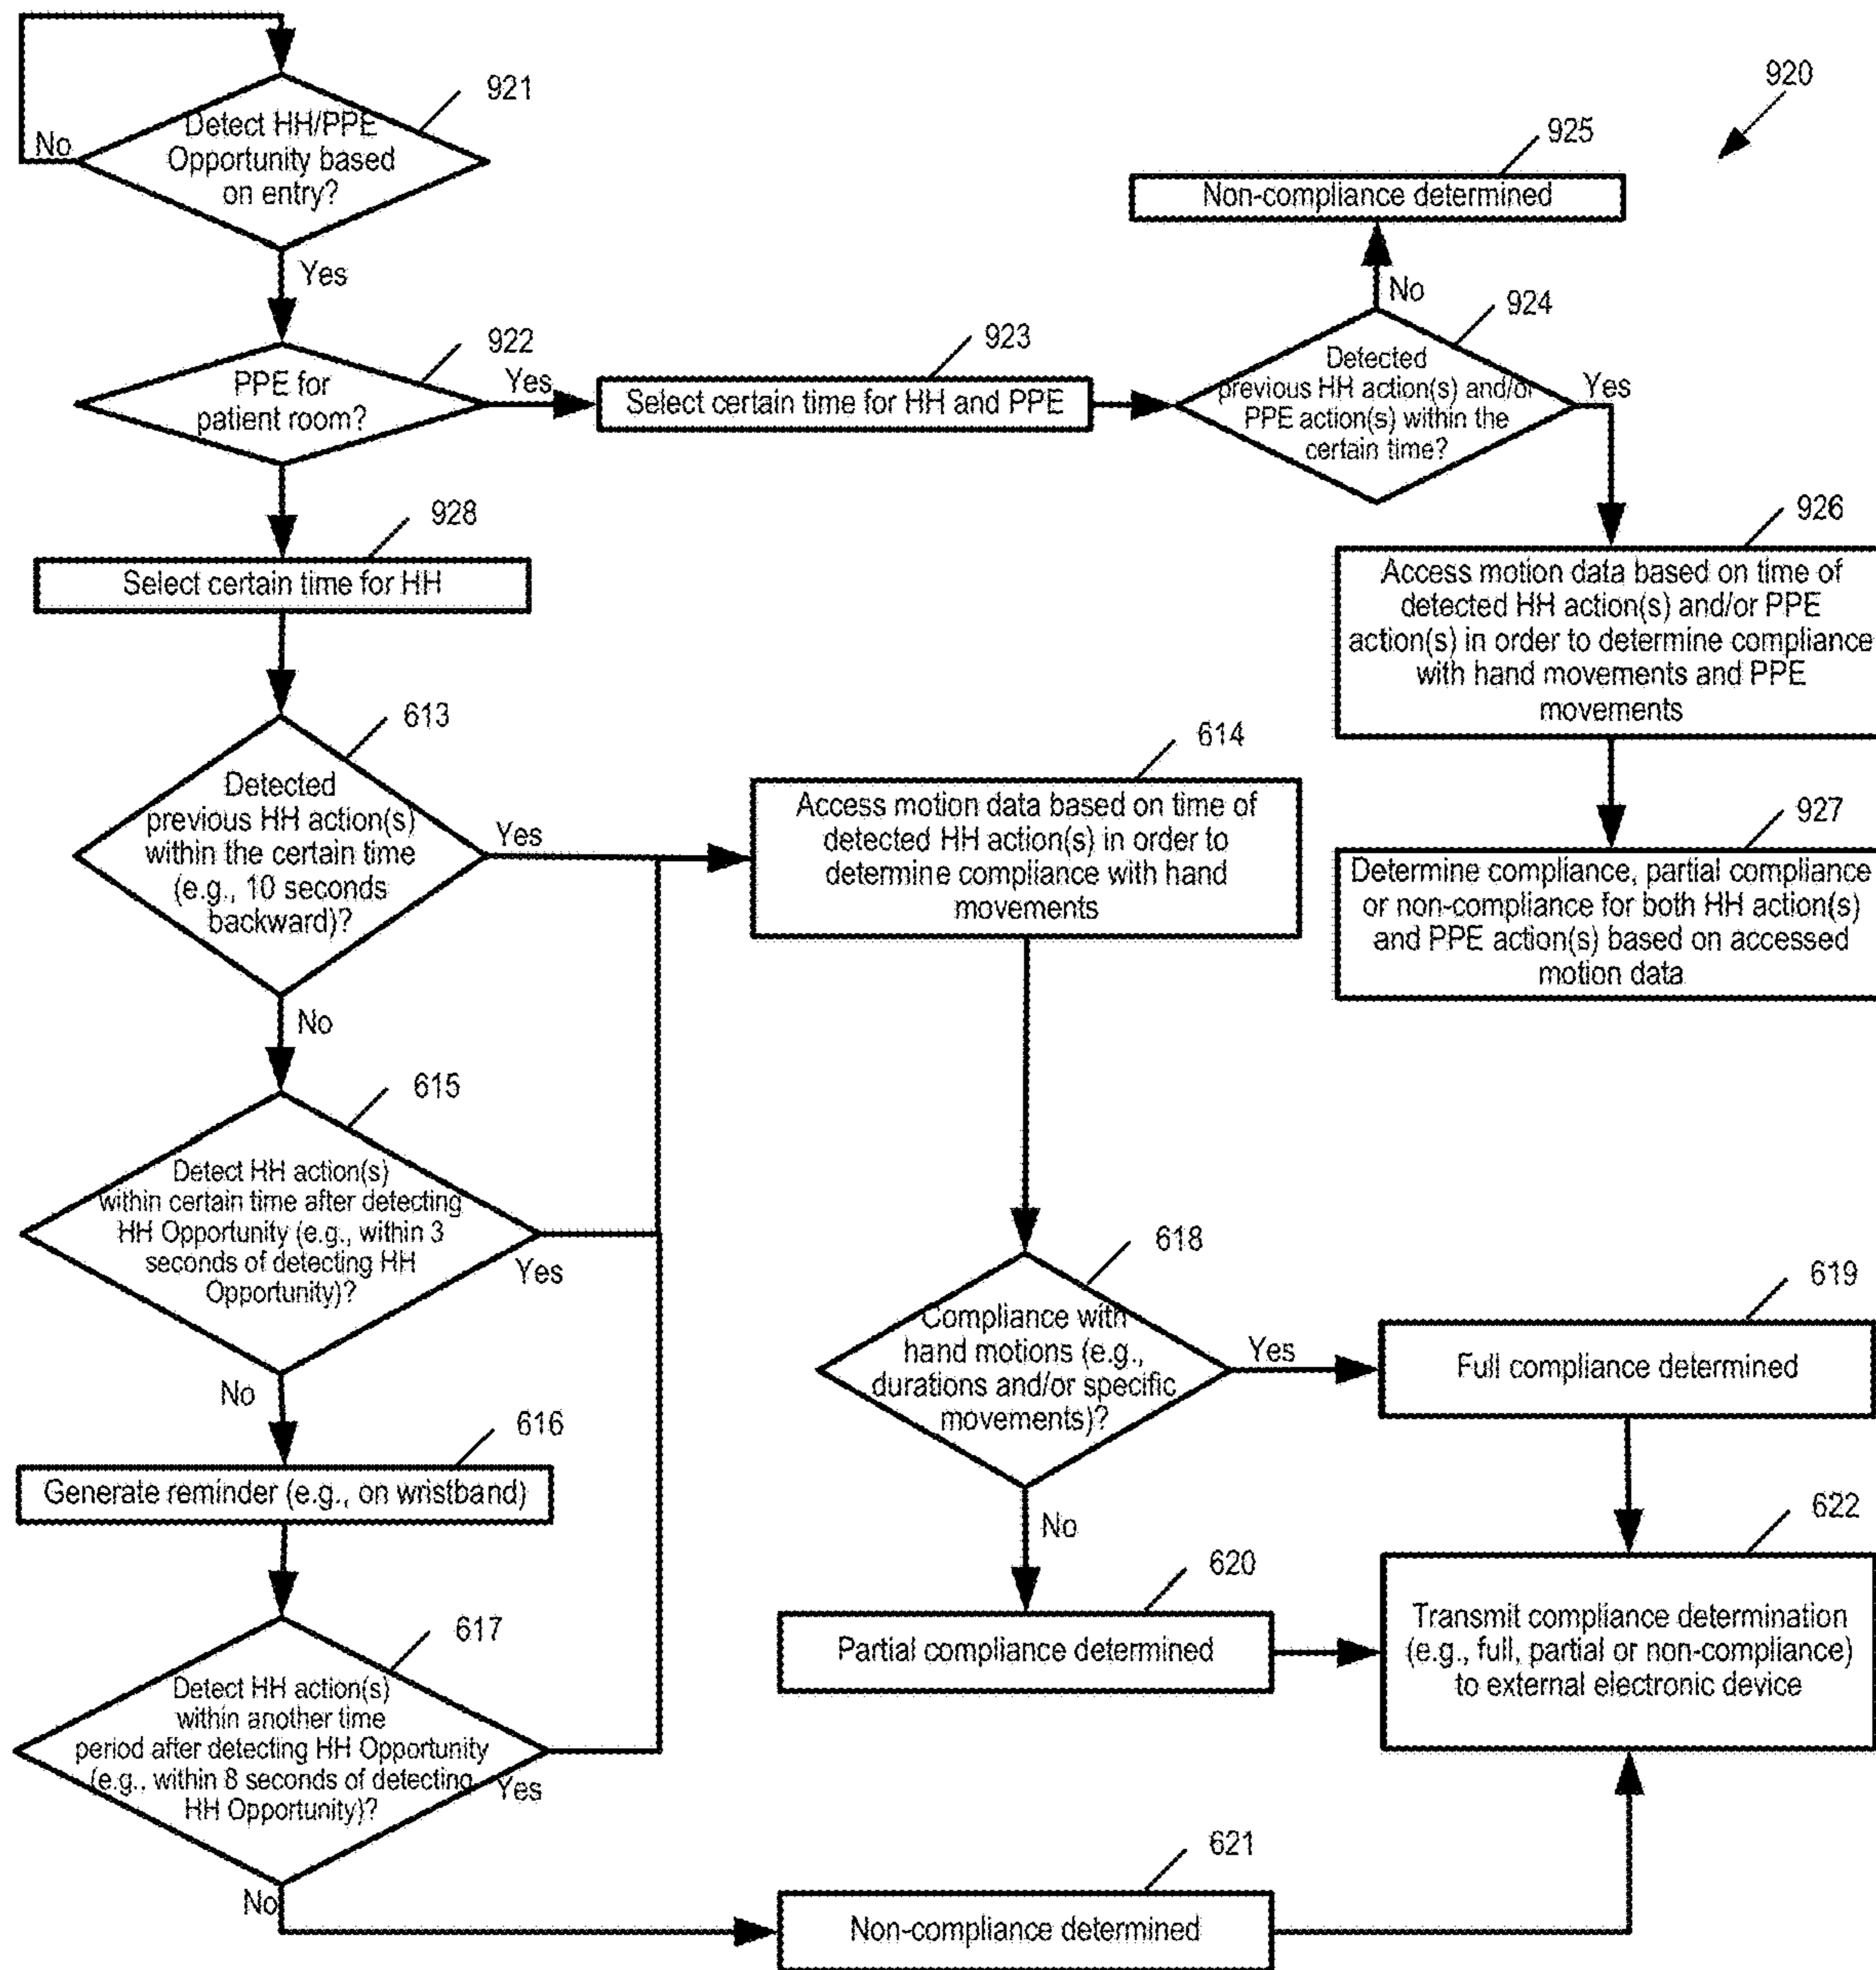 921
Detect HH/PPE
Opportunity based
on entry?
No
Yes
920
925
Non-compliance determined
No
924
Detected
previous HH action(s) and/or
PPE action(s) within the
certain time?
Yes
922
PPE for
patient room?
Yes
923
Select certain time for HH and PPE
926
Access motion data based on time of
detected HH action(s) and/or PPE
action(s) in order to determine compliance
with hand movements and PPE
movements
927
Determine compliance, partial compliance
or non-compliance for both HH action(s)
and PPE action(s) based on accessed
motion data
928
Select certain time for HH
613
Detected
previous HH action(s)
within the certain time
(e.g., 10 seconds
backward)?
Yes
No
614
Access motion data based on time of
detected HH action(s) in order to
determine compliance with hand
movements
615
Detect HH action(s)
within certain time after detecting
HH Opportunity (e.g., within 3
seconds of detecting HH
Opportunity)?
Yes
No
616
Generate reminder (e.g., on wristband)
617
Detect HH action(s)
within another time
period after detecting HH Opportunity
(e.g., within 8 seconds of detecting
HH Opportunity)?
Yes
No
618
Compliance with
hand motions (e.g.,
durations and/or specific
movements)?
Yes
No
619
Full compliance determined
620
Partial compliance determined
622
Transmit compliance determination
(e.g., full, partial or non-compliance)
to external electronic device
621
Non-compliance determined